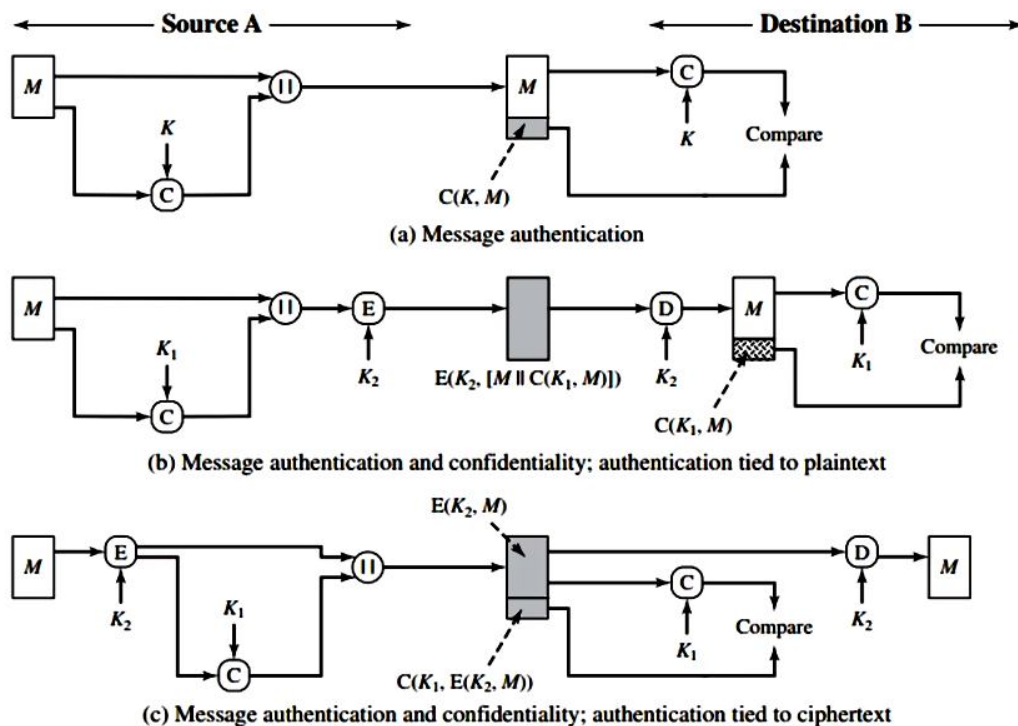 Source A Destination B
M || M C
K K Compare
C
C(K, M)
(a) Message authentication
M || E D M C
K1 K2 E(K2, [M || C(K1, M)]) K2 K1 Compare
C C(K1, M)
(b) Message authentication and confidentiality; authentication tied to plaintext
E(K2, M)
M E || D M
K2 K1 C K1 Compare K2
C C(K1, E(K2, M))
(c) Message authentication and confidentiality; authentication tied to ciphertext